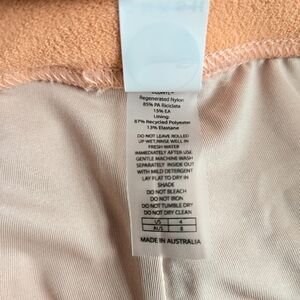 Regenerated Nylon
85% PA Riciclata
15% EA
Lining:
87% Recycled Polyester
13% Elastane
DO NOT LEAVE ROLLED
UP WET/RINSE WELL IN
FRESH WATER
IMMEDIATELY AFTER USE
GENTLE MACHINE WASH
SEPARATELY INSIDE OUT
WITH MILD DETERGENT
LAY FLAT TO DRY IN
SHADE
DO NOT BLEACH
DO NOT IRON
DO NOT TUMBLE DRY
DO NOT DRY CLEAN
US 4
AUS 8
MADE IN AUSTRALIA